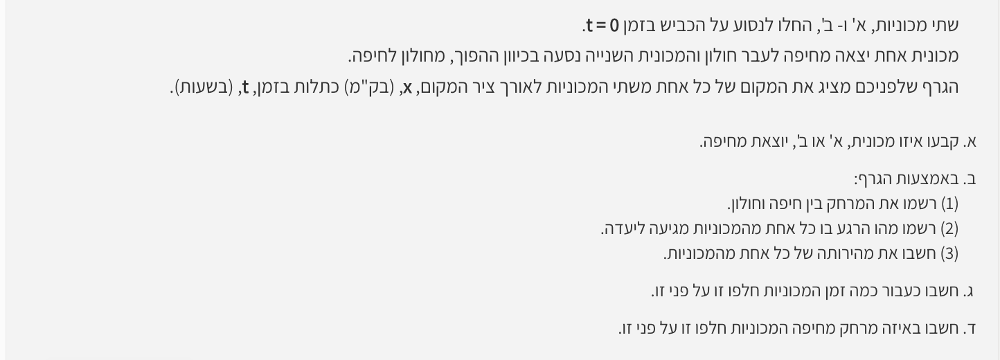 שתי מכוניות, א' ו- ב', החלו לנסוע על הכביש בזמן t = 0.
מכונית אחת יצאה מחיפה לעבר חולון והמכונית השנייה נסעה בכיוון ההפוך, מחולון לחיפה.
הגרף שלפניכם מציג את המקום של כל אחת משתי המכוניות לאורך ציר המקום, x, (בק"מ) כתלות בזמן, t, (בשעות).
א. קבעו איזו מכונית, א' או ב', יוצאת מחיפה.
ב. באמצעות הגרף:
(1) רשמו את המרחק בין חיפה וחולון.
(2) רשמו מהו הרגע בו כל אחת מהמכוניות מגיעה ליעדה.
(3) חשבו את מהירותה של כל אחת מהמכוניות.
ג. חשבו כעבור כמה זמן המכוניות חלפו זו על פני זו.
ד. חשבו באיזה מרחק מחיפה המכוניות חלפו זו על פני זו.